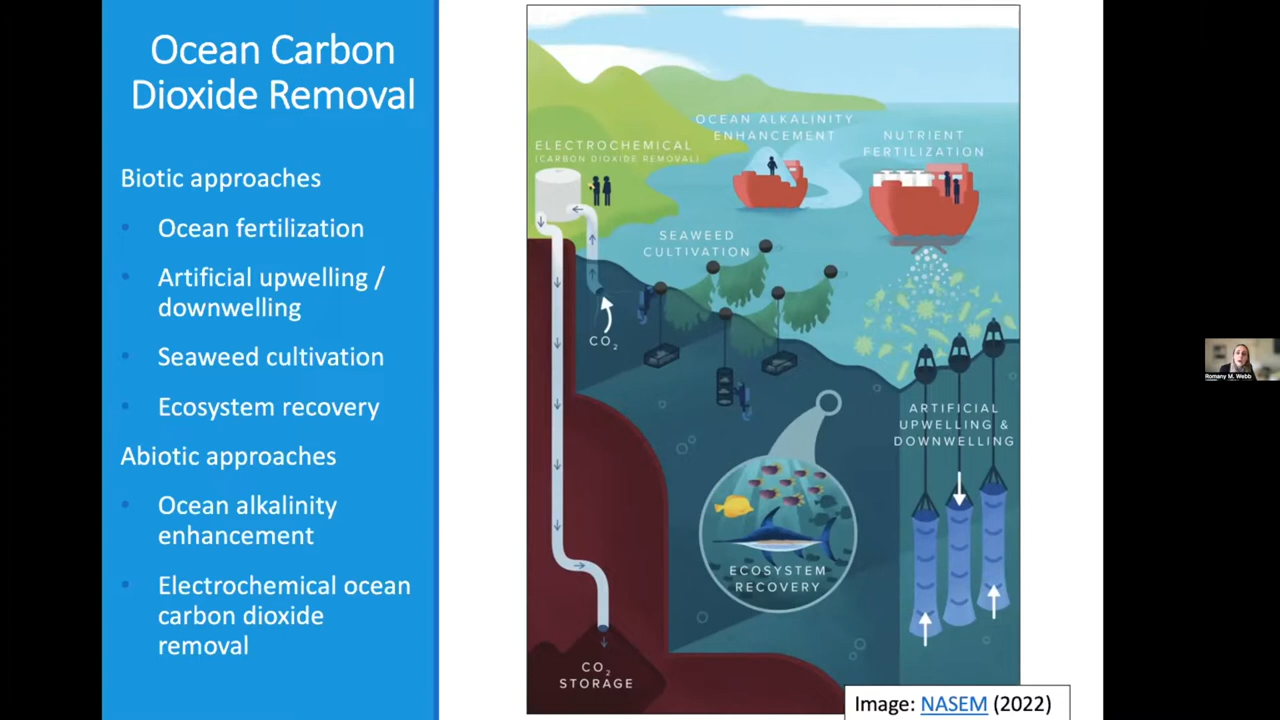 Ocean Carbon
Dioxide Removal
Biotic approaches
• Ocean fertilization
• Artificial upwelling /
downwelling
• Seaweed cultivation
• Ecosystem recovery
Abiotic approaches
• Ocean alkalinity
enhancement
• Electrochemical ocean
carbon dioxide
removal
OCEAN ALKALINITY
ENHANCEMENT
NUTRIENT
FERTILIZATION
ELECTROCHEMICAL
(CARBON DIOXIDE REMOVAL)
SEAWEED
CULTIVATION
CO₂
ARTIFICIAL
UPWELLING &
DOWNWELLING
ECOSYSTEM
RECOVERY
CO₂
STORAGE
Image: NASEM (2022)
Romany M. Webb